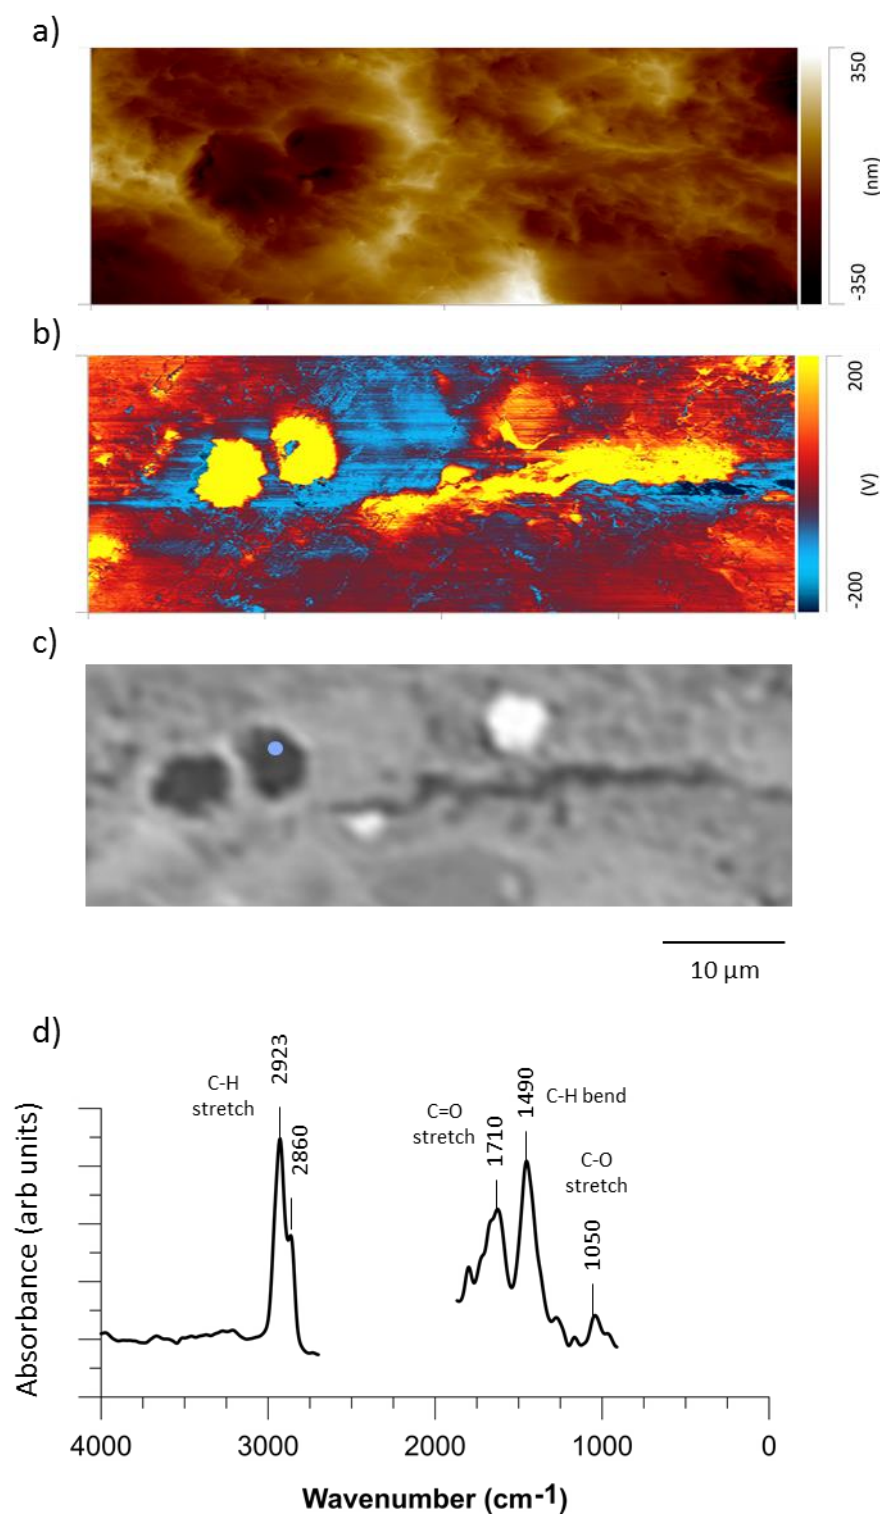 a)
350
(nm)
-350
b)
200
(V)
-200
c)
10 μm
d)
Absorbance (arb units)
C-H
stretch
2923
2860
C=O
stretch
1710
1490
C-H bend
C-O
stretch
1050
4000
3000
2000
1000
0
Wavenumber (cm-1)